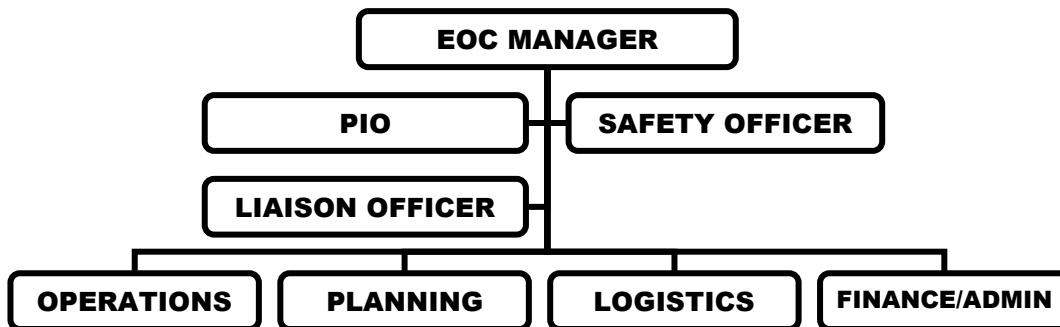 EOC MANAGER
PIO
SAFETY OFFICER
LIAISON OFFICER
OPERATIONS
PLANNING
LOGISTICS
FINANCE/ADMIN